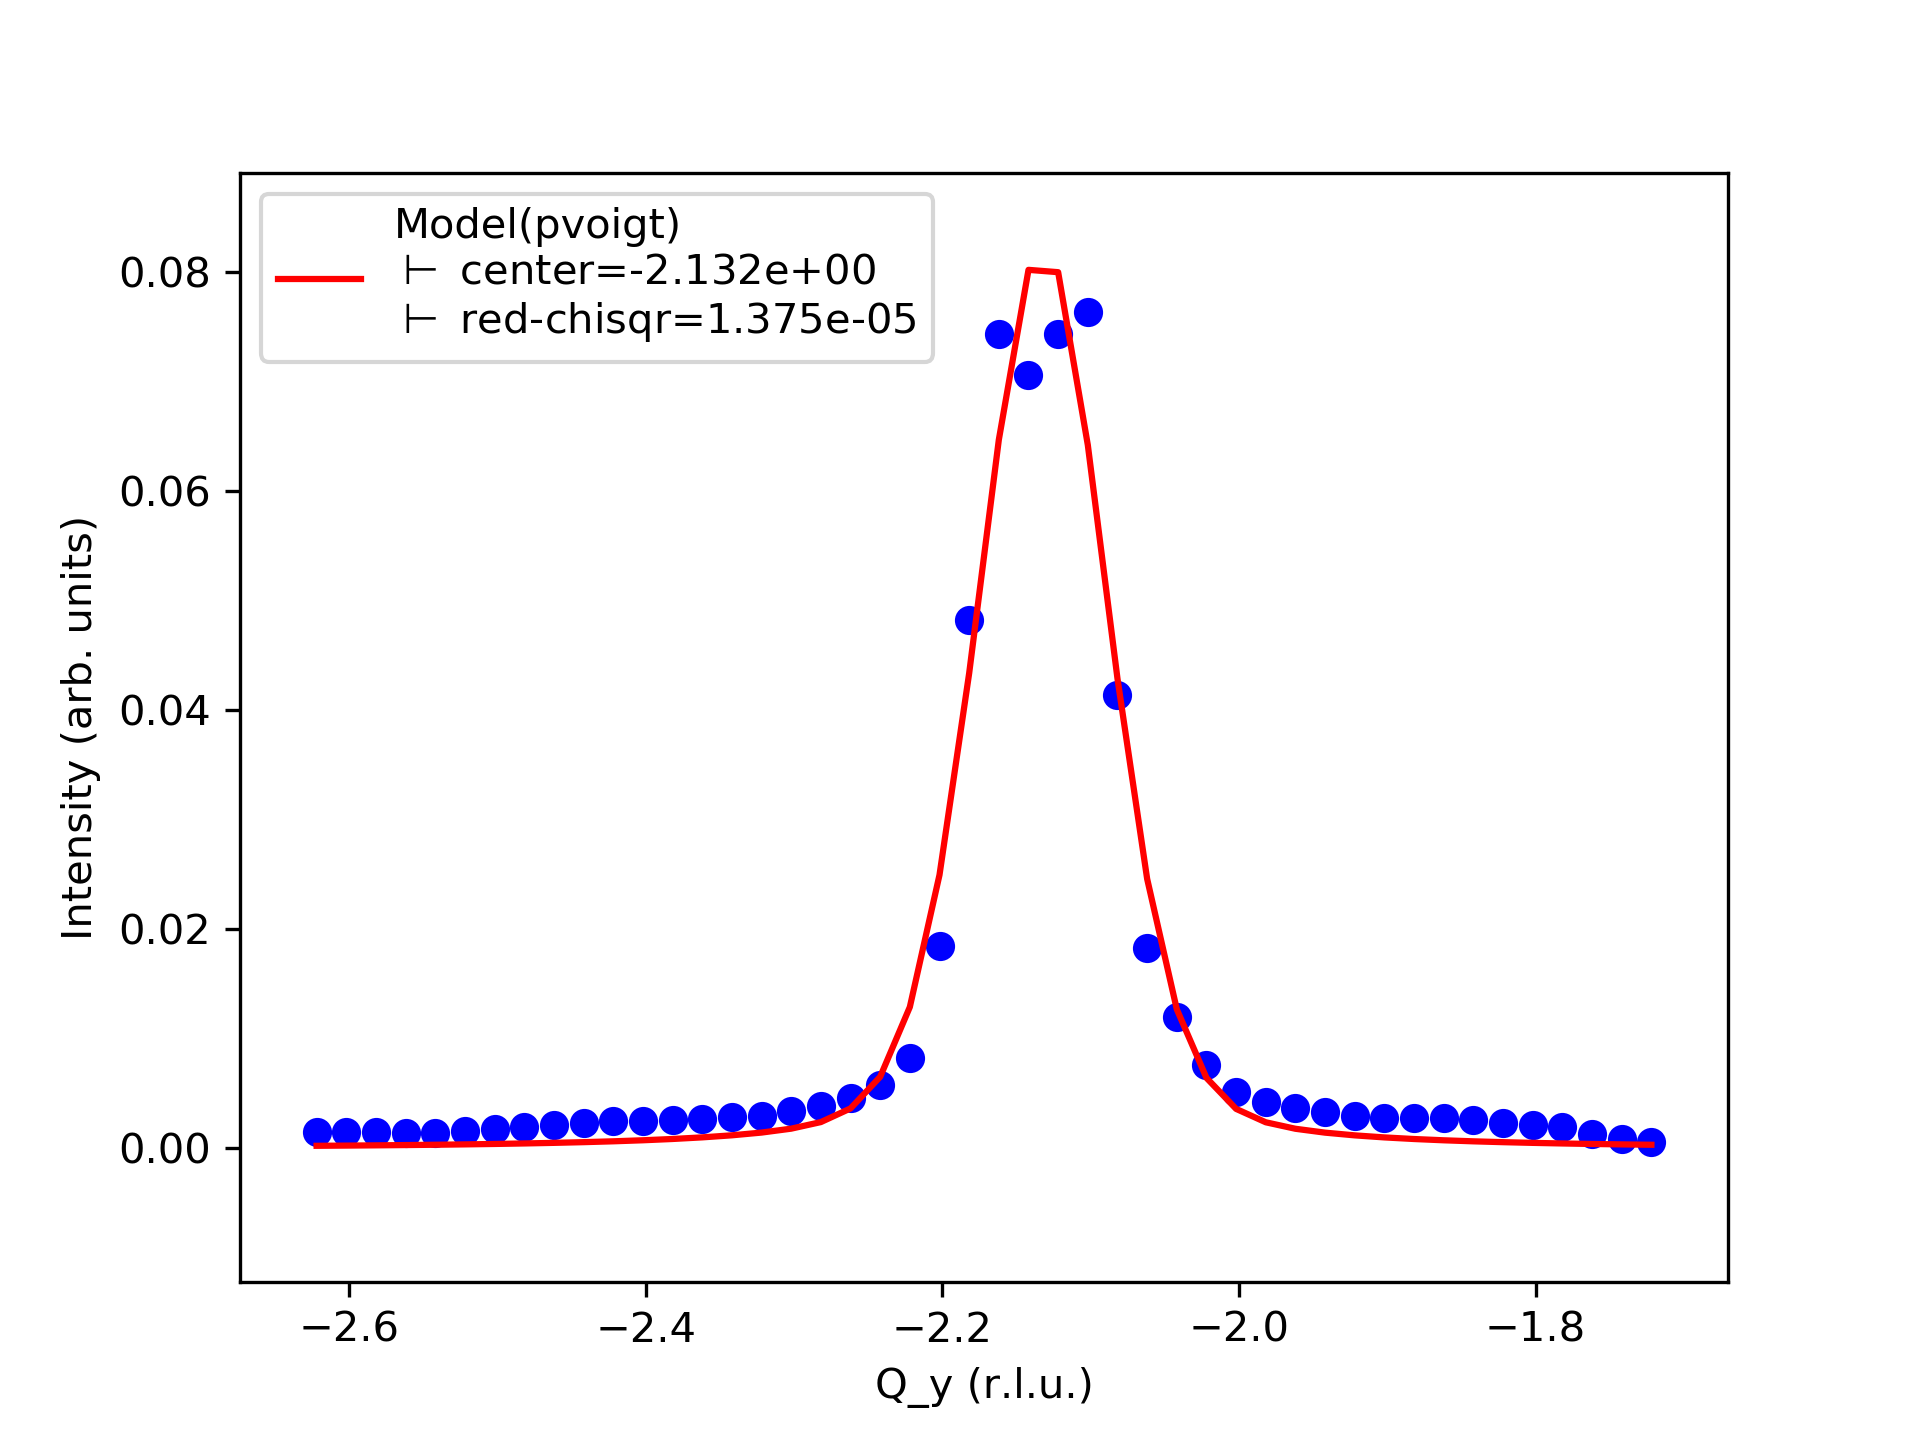 Model(pvoigt)
⊢ center=-2.132e+00
⊢ red-chisqr=1.375e-05
0.08
0.06
0.04
0.02
0.00
Intensity (arb. units)
−2.6 −2.4 −2.2 −2.0 −1.8
Q_y (r.l.u.)